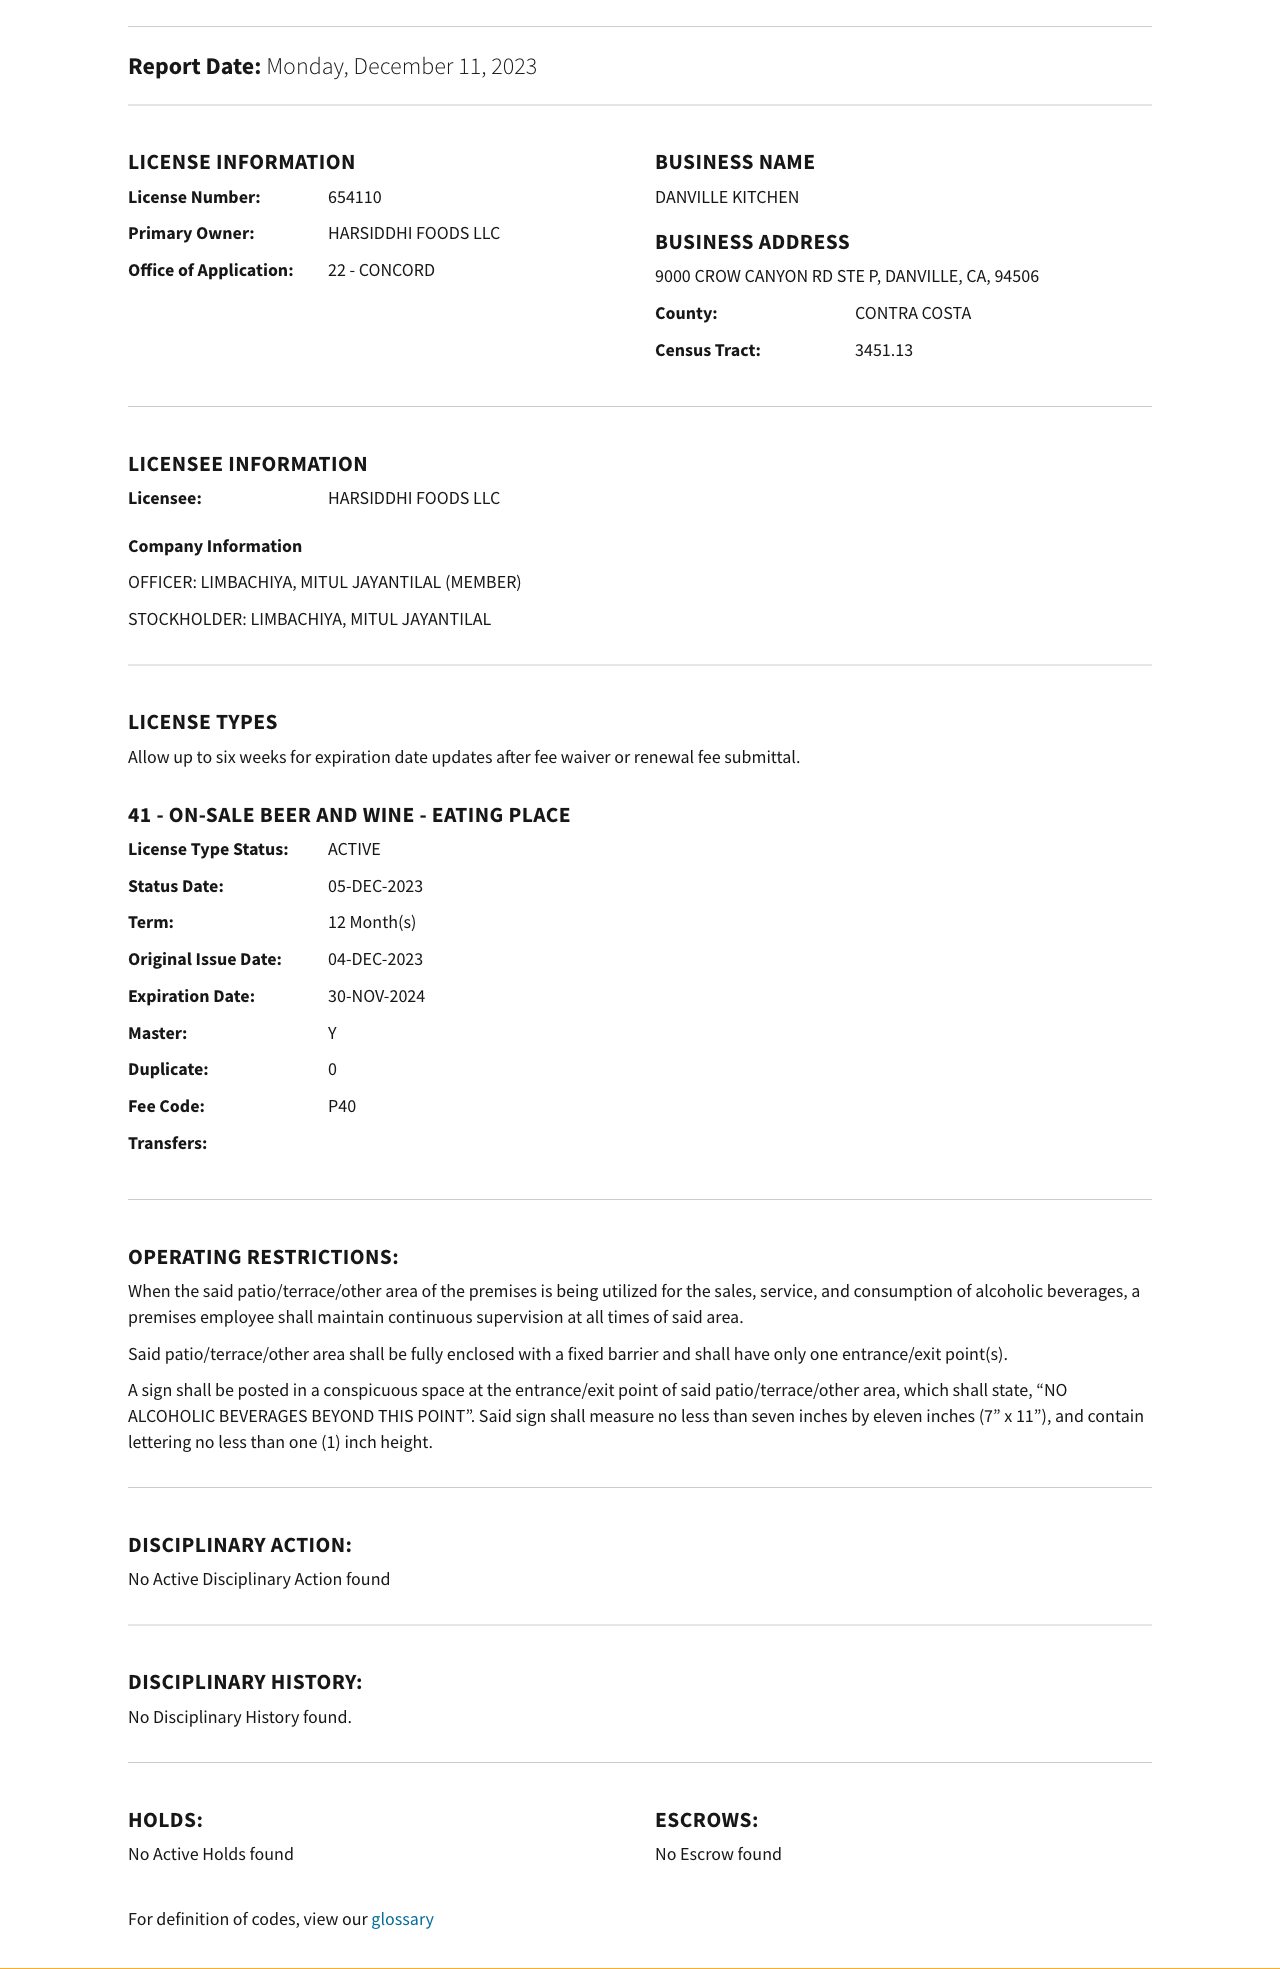 Report Date: Monday, December 11, 2023
LICENSE INFORMATION
License Number: 654110
Primary Owner: HARSIDDHI FOODS LLC
Office of Application: 22 - CONCORD
BUSINESS NAME
DANVILLE KITCHEN
BUSINESS ADDRESS
9000 CROW CANYON RD STE P, DANVILLE, CA, 94506
County: CONTRA COSTA
Census Tract: 3451.13
LICENSEE INFORMATION
Licensee: HARSIDDHI FOODS LLC
Company Information
OFFICER: LIMBACHIYA, MITUL JAYANTILAL (MEMBER)
STOCKHOLDER: LIMBACHIYA, MITUL JAYANTILAL
LICENSE TYPES
Allow up to six weeks for expiration date updates after fee waiver or renewal fee submittal.
41 - ON-SALE BEER AND WINE - EATING PLACE
License Type Status: ACTIVE
Status Date: 05-DEC-2023
Term: 12 Month(s)
Original Issue Date: 04-DEC-2023
Expiration Date: 30-NOV-2024
Master: Y
Duplicate: 0
Fee Code: P40
Transfers:
OPERATING RESTRICTIONS:
When the said patio/terrace/other area of the premises is being utilized for the sales, service, and consumption of alcoholic beverages, a
premises employee shall maintain continuous supervision at all times of said area.
Said patio/terrace/other area shall be fully enclosed with a fixed barrier and shall have only one entrance/exit point(s).
A sign shall be posted in a conspicuous space at the entrance/exit point of said patio/terrace/other area, which shall state, “NO
ALCOHOLIC BEVERAGES BEYOND THIS POINT”. Said sign shall measure no less than seven inches by eleven inches (7” x 11”), and contain
lettering no less than one (1) inch height.
DISCIPLINARY ACTION:
No Active Disciplinary Action found
DISCIPLINARY HISTORY:
No Disciplinary History found.
HOLDS:
No Active Holds found
ESCROWS:
No Escrow found
For definition of codes, view our glossary